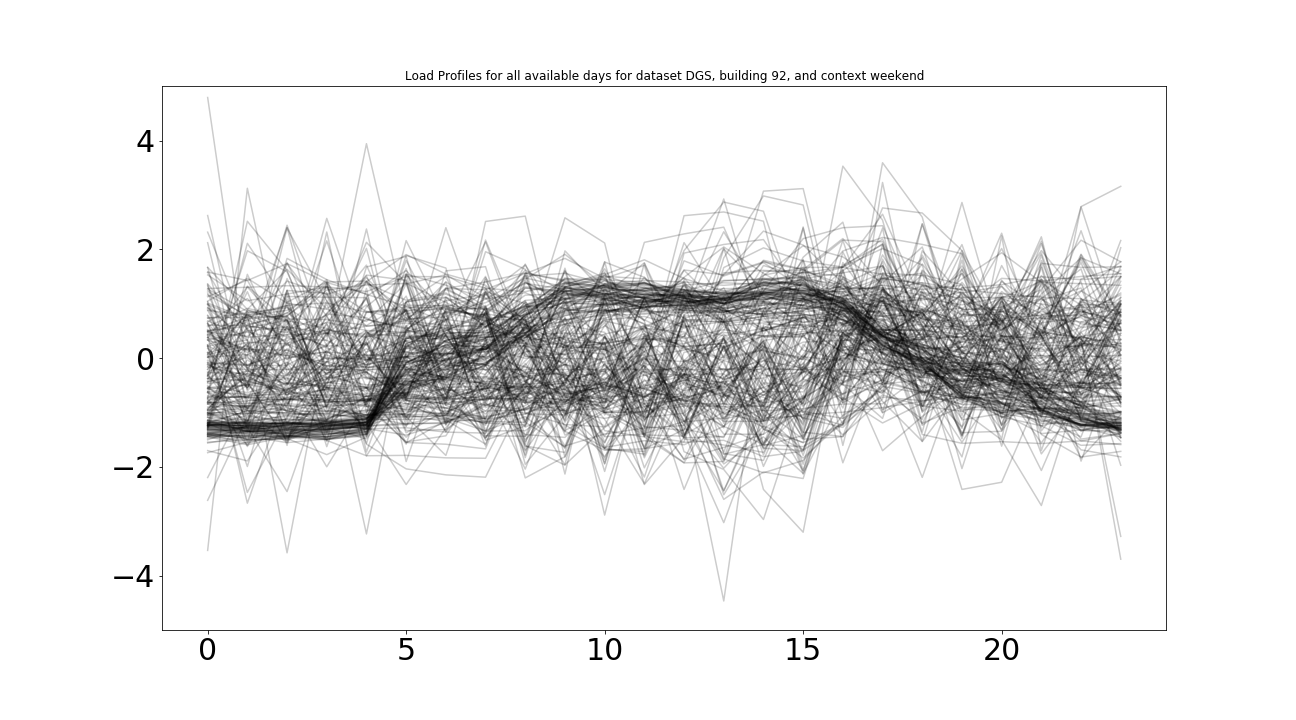 Load Profiles for all available days for dataset DGS, building 92, and context weekend
4
2
0
−2
−4
0 5 10 15 20